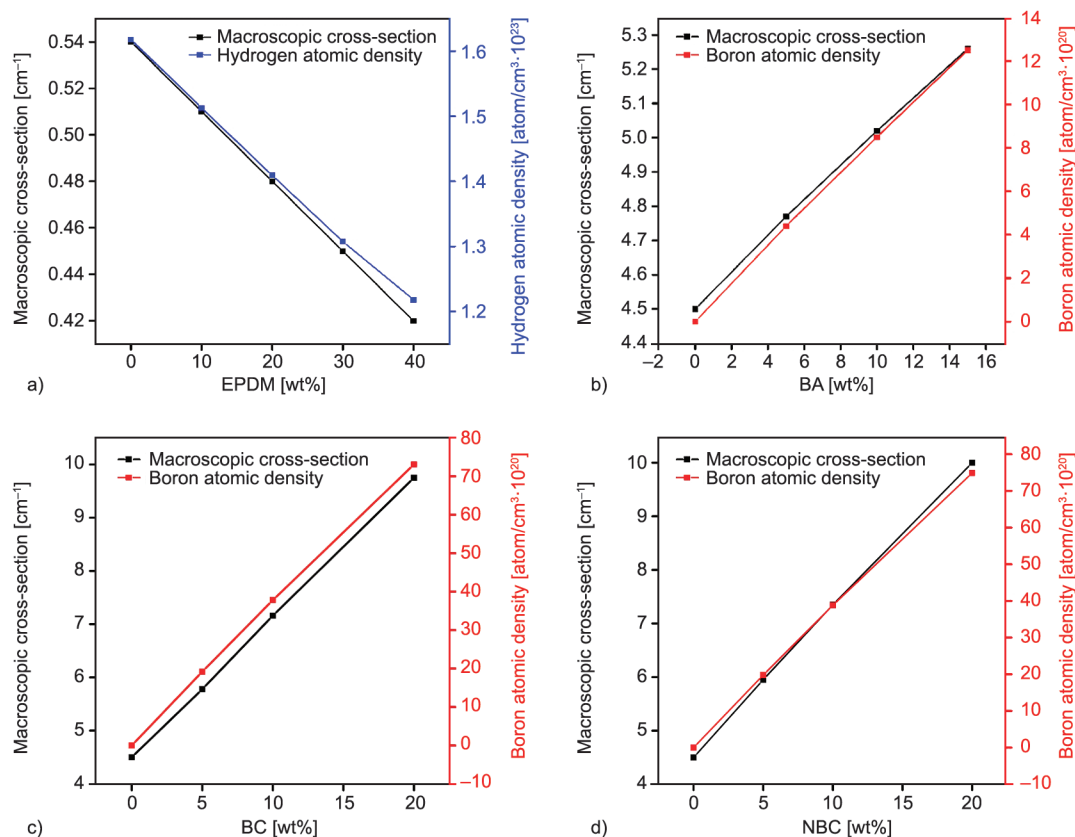 Macroscopic cross-section
Hydrogen atomic density
0.54
0.52
0.50
0.48
0.46
0.44
0.42
Macroscopic cross-section [cm⁻¹]
1.6
1.5
1.4
1.3
1.2
Hydrogen atomic density [atom/cm³·10²³]
0 10 20 30 40
EPDM [wt%]
a)
Macroscopic cross-section
Boron atomic density
5.3
5.2
5.1
5.0
4.9
4.8
4.7
4.6
4.5
4.4
Macroscopic cross-section [cm⁻¹]
14
12
10
8
6
4
2
0
Boron atomic density [atom/cm³·10²⁰]
–2 0 2 4 6 8 10 12 14 16
BA [wt%]
b)
Macroscopic cross-section
Boron atomic density
10
9
8
7
6
5
4
Macroscopic cross-section [cm⁻¹]
80
70
60
50
40
30
20
10
0
–10
Boron atomic density [atom/cm³·10²⁰]
0 5 10 15 20
BC [wt%]
c)
Macroscopic cross-section
Boron atomic density
10
9
8
7
6
5
4
Macroscopic cross-section [cm⁻¹]
80
70
60
50
40
30
20
10
0
–10
Boron atomic density [atom/cm³·10²⁰]
0 5 10 15 20
NBC [wt%]
d)